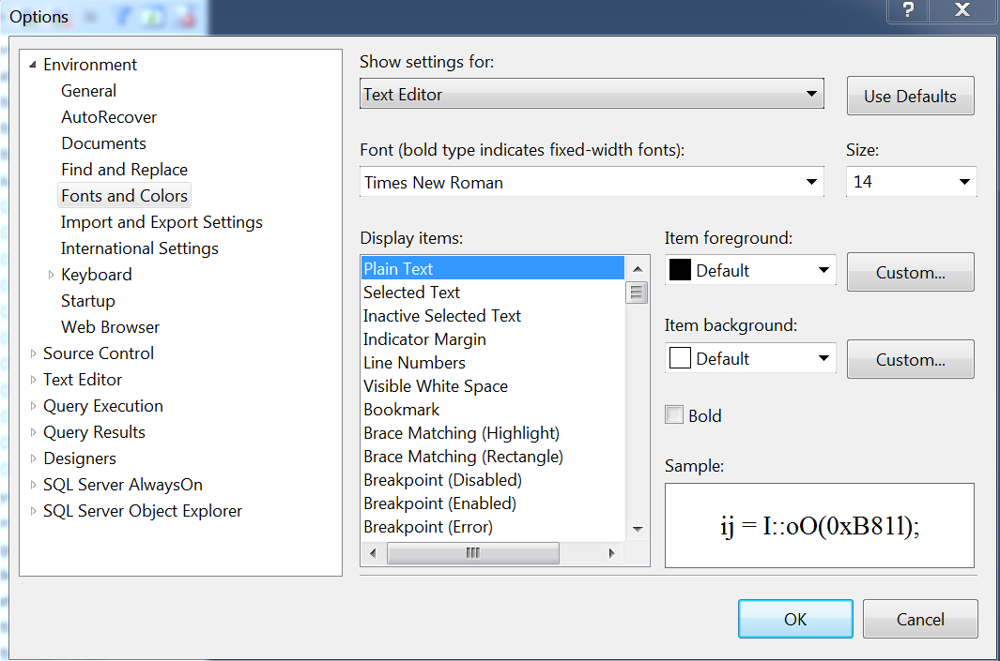 Options
?
X
Environment
General
AutoRecover
Documents
Find and Replace
Fonts and Colors
Import and Export Settings
International Settings
Keyboard
Startup
Web Browser
Source Control
Text Editor
Query Execution
Query Results
Designers
SQL Server AlwaysOn
SQL Server Object Explorer
Show settings for:
Text Editor
Use Defaults
Font (bold type indicates fixed-width fonts):
Size:
Times New Roman
14
Display items:
Plain Text
Selected Text
Inactive Selected Text
Indicator Margin
Line Numbers
Visible White Space
Bookmark
Brace Matching (Highlight)
Brace Matching (Rectangle)
Breakpoint (Disabled)
Breakpoint (Enabled)
Breakpoint (Error)
Item foreground:
Default
Custom...
Item background:
Default
Custom...
Bold
Sample:
ij = I::oO(0xB81l);
OK
Cancel